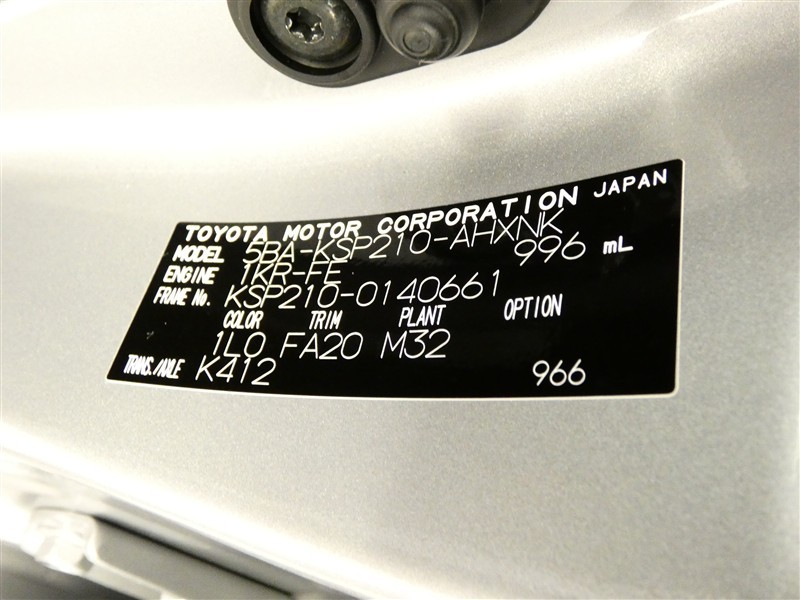 TOYOTA MOTOR CORPORATION JAPAN
MODEL 5BA-KSP210-AHXNK
ENGINE 1KR-FE 996 mL
FRAME No. KSP210-0140661
COLOR TRIM PLANT OPTION
1L0 FA20 M32
TRANS./AXLE K412 966